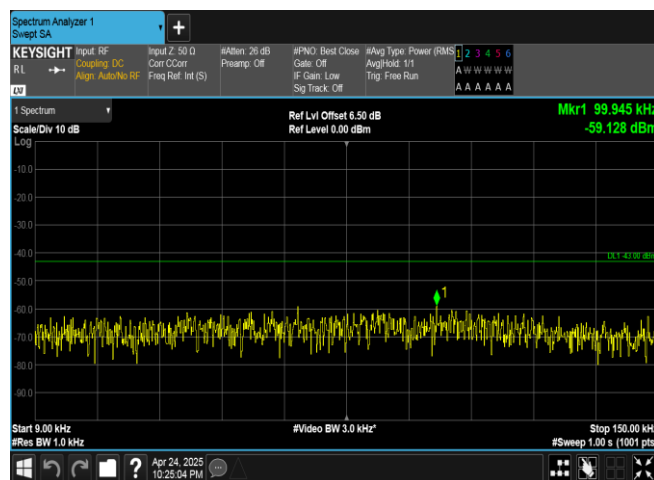 Spectrum Analyzer 1
Swept SA
+
KEYSIGHT Input: RF Input Z: 50 Ω #Atten: 26 dB #PNO: Best Close #Avg Type: Power (RMS 1 2 3 4 5 6
R L Coupling: DC Corr CCorr Preamp: Off Gate: Off Avg|Hold: 1/1
Align: Auto/No RF Freq Ref: Int (S) IF Gain: Low Trig: Free Run A W W W W W
Sig Track: Off A A A A A A
LXI
1 Spectrum Ref Lvl Offset 6.50 dB Mkr1 99.945 kHz
Scale/Div 10 dB Ref Level 0.00 dBm -59.128 dBm
Log
-10.0
-20.0
-30.0
-40.0
DL1 -43.00 dBm
-50.0
1
-60.0
-70.0
-80.0
-90.0
Start 9.00 kHz #Video BW 3.0 kHz* Stop 150.00 kHz
#Res BW 1.0 kHz #Sweep 1.00 s (1001 pts
? Apr 24, 2025
10:25:04 PM